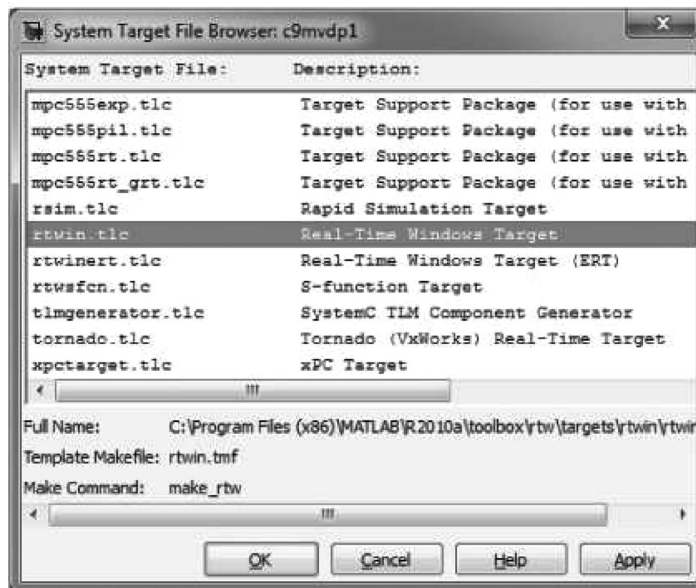 System Target File Browser: c9mvdp1
System Target File: Description:
mpc555exp.tlc Target Support Package (for use with
mpc555pil.tlc Target Support Package (for use with
mpc555rt.tlc Target Support Package (for use with
mpc555rt_grt.tlc Target Support Package (for use with
rsim.tlc Rapid Simulation Target
rtwin.tlc Real-Time Windows Target
rtwinert.tlc Real-Time Windows Target (ERT)
rtwsfcn.tlc S-function Target
tlmgenerator.tlc SystemC TLM Component Generator
tornado.tlc Tornado (VxWorks) Real-Time Target
xpctarget.tlc xPC Target
Full Name: C:\Program Files (x86)\MATLAB\R2010a\toolbox\rtw\targets\rtwin\rtwin
Template Makefile: rtwin.tmf
Make Command: make_rtw
OK Cancel Help Apply